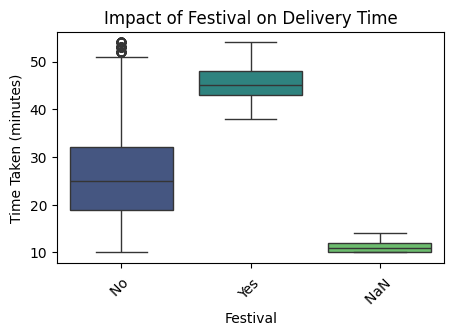 Impact of Festival on Delivery Time
Time Taken (minutes)
50
40
30
20
10
No
Yes
NaN
Festival